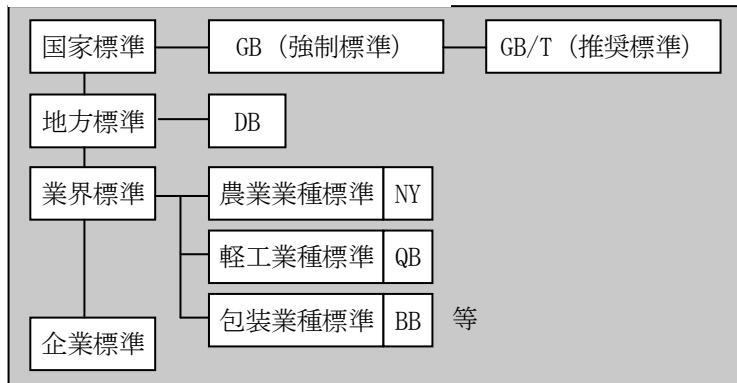 国家標準 GB (強制標準) GB/T (推奨標準)
地方標準 DB
業界標準 農業業種標準 NY
軽工業種標準 QB
包装業種標準 BB 等
企業標準